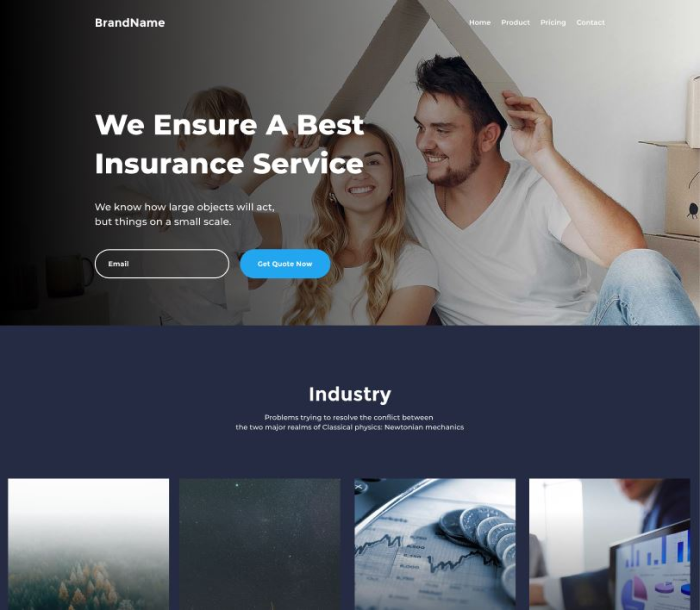 BrandName
Home Product Pricing Contact
We Ensure A Best
Insurance Service
We know how large objects will act,
but things on a small scale.
Email
Get Quote Now
Industry
Problems trying to resolve the conflict between
the two major realms of Classical physics: Newtonian mechanics